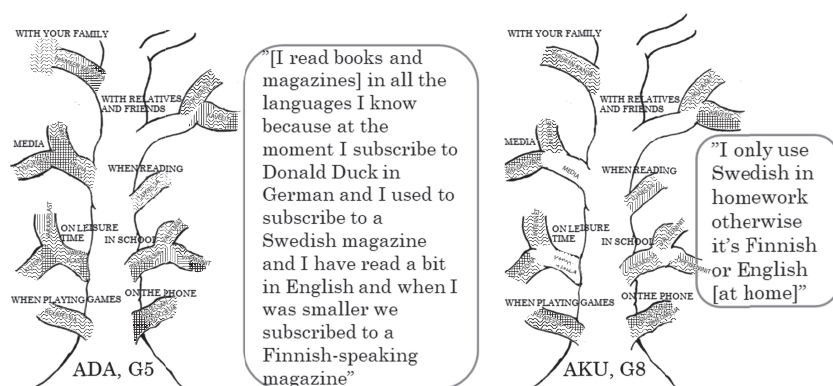 WITH YOUR FAMILY
WITH RELATIVES
AND FRIENDS
MEDIA
WHEN READING
ON LEISURE
TIME
IN SCHOOL
WHEN PLAYING GAMES
ON THE PHONE
ADA, G5
"[I read books and
magazines] in all the
languages I know
because at the
moment I subscribe to
Donald Duck in
German and I used to
subscribe to a
Swedish magazine
and I have read a bit
in English and when I
was smaller we
subscribed to a
Finnish-speaking
magazine"
WITH YOUR FAMILY
WITH RELATIVES
AND FRIENDS
MEDIA
MEDIA
WHEN READING
ON LEISURE
TIME
IN SCHOOL
WHEN PLAYING GAMES
ON THE PHONE
AKU, G8
"I only use
Swedish in
homework
otherwise
it's Finnish
or English
[at home]"